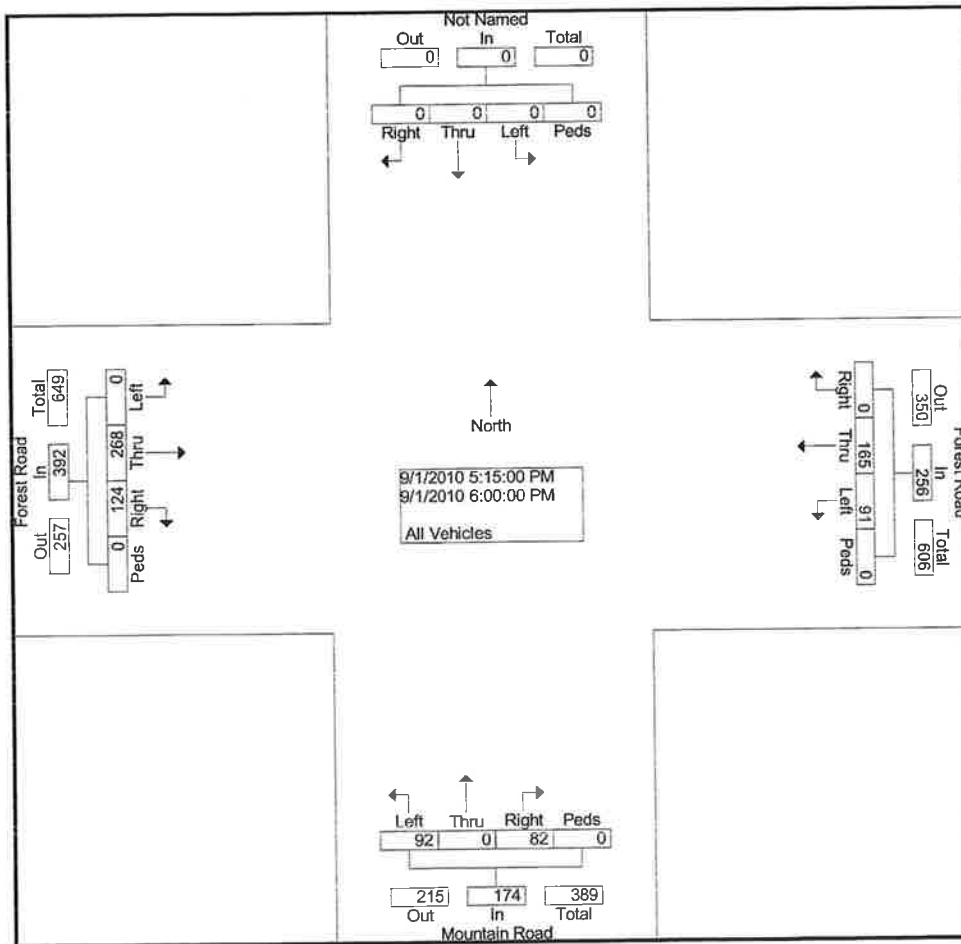 Not Named
Out In Total
0 0 0
0 0 0 0
Right Thru Left Peds
Forest Road
Total In Out
649 392 257
0 268 124 0
Left Thru Right Peds
North
9/1/2010 5:15:00 PM
9/1/2010 6:00:00 PM
All Vehicles
Right Thru Left Peds
0 165 91 0
Out In Total
350 256 606
Forest Road
Left Thru Right Peds
92 0 82 0
215 174 389
Out In Total
Mountain Road